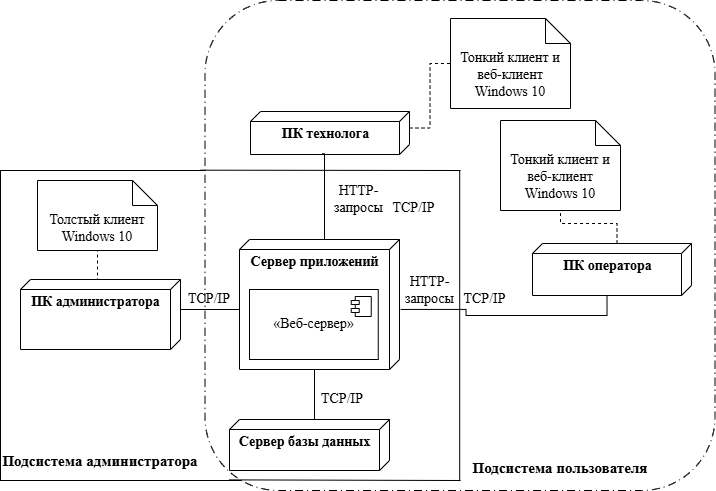 Тонкий клиент и
веб-клиент
Windows 10
ПК технолога
Тонкий клиент и
веб-клиент
Windows 10
HTTP-
запросы TCP/IP
Толстый клиент
Windows 10
Сервер приложений
ПК оператора
HTTP-
запросы TCP/IP
ПК администратора
TCP/IP
«Веб-сервер»
TCP/IP
Сервер базы данных
Подсистема администратора
Подсистема пользователя